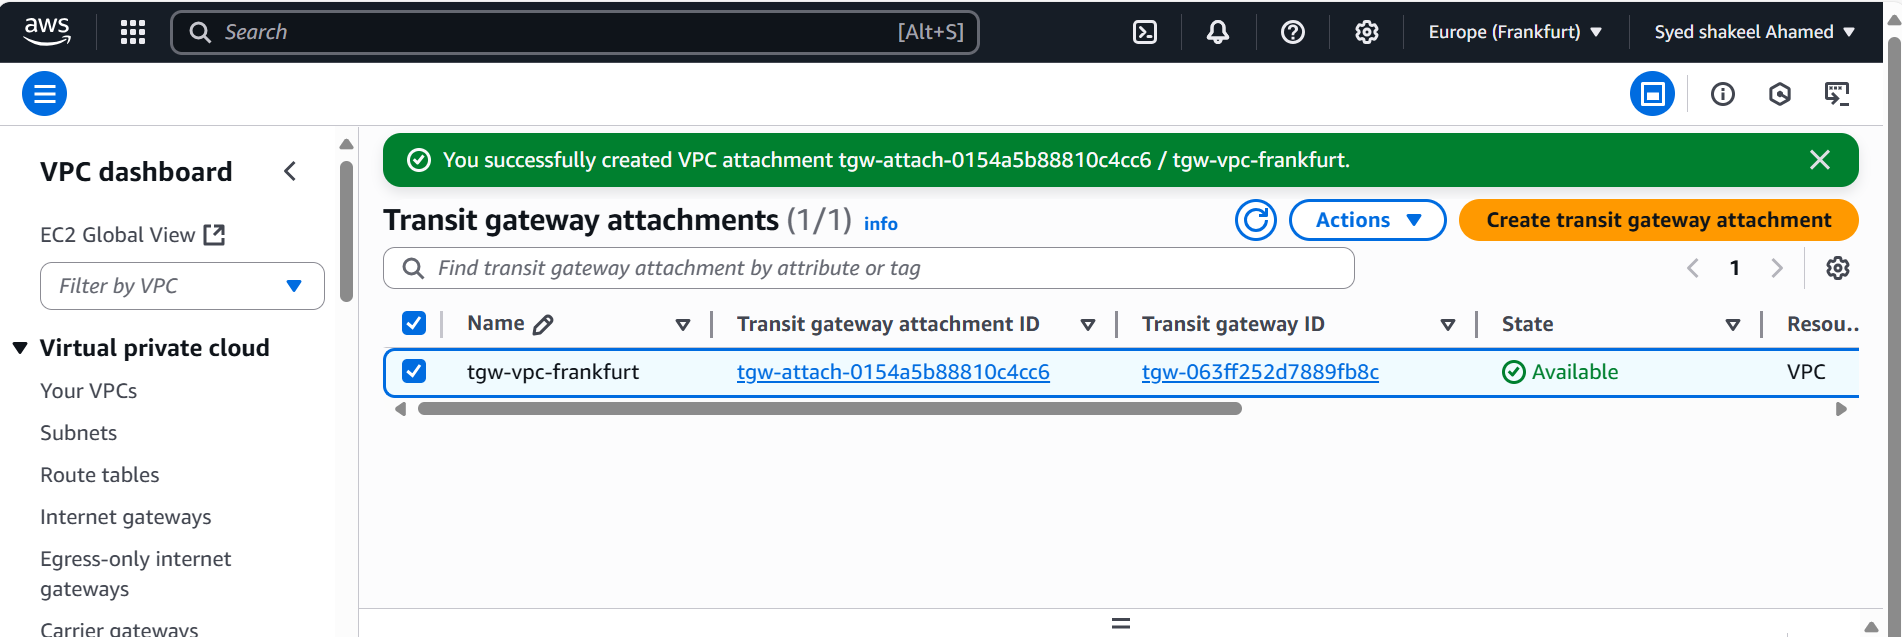 aws
Search [Alt+S]
Europe (Frankfurt)
Syed shakeel Ahamed
VPC dashboard
EC2 Global View
Filter by VPC
Virtual private cloud
Your VPCs
Subnets
Route tables
Internet gateways
Egress-only internet
gateways
Carrier gateways
You successfully created VPC attachment tgw-attach-0154a5b88810c4cc6 / tgw-vpc-frankfurt.
Transit gateway attachments (1/1) info
Actions
Create transit gateway attachment
Find transit gateway attachment by attribute or tag
1
Name Transit gateway attachment ID Transit gateway ID State Resou..
tgw-vpc-frankfurt tgw-attach-0154a5b88810c4cc6 tgw-063ff252d7889fb8c Available VPC